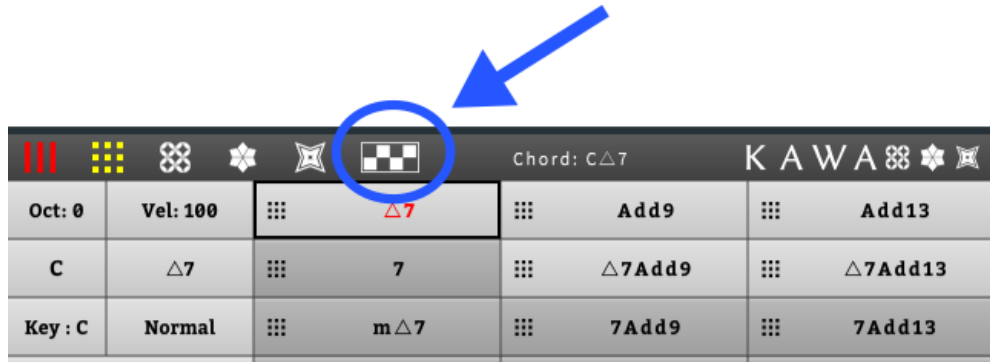 Chord: C△7 KAWA
Oct: 0 Vel: 100 △7 Add9 Add13
C △7 7 △7Add9 △7Add13
Key : C Normal m△7 7Add9 7Add13